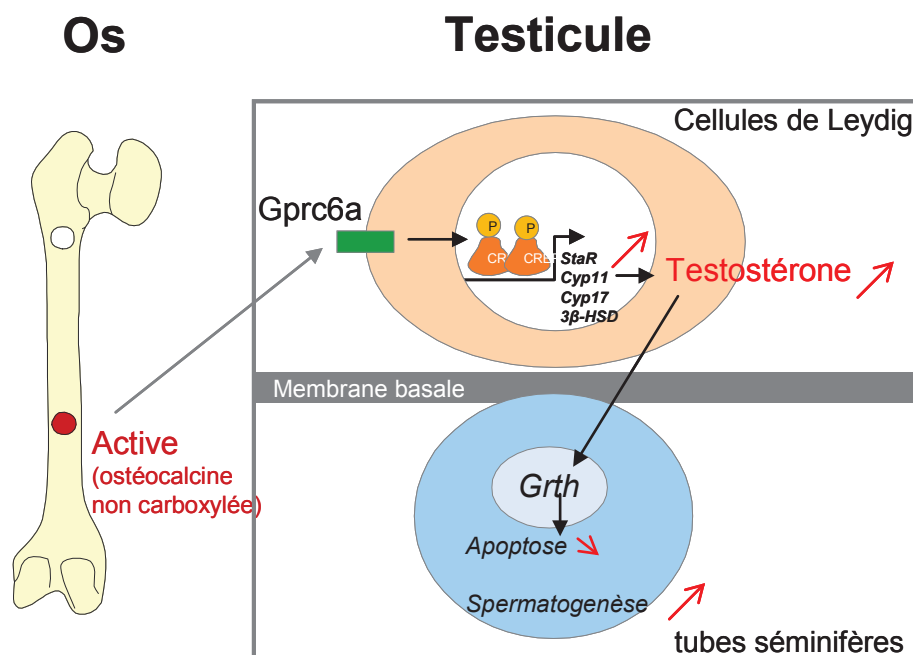 Os
Testicule
Cellules de Leydig
Gprc6a
P
P
CR
CREP
StaR
Cyp11
Cyp17
3β-HSD
Testostérone
Membrane basale
Active
(ostéocalcine
non carboxylée)
Grth
Apoptose
Spermatogenèse
tubes séminifères